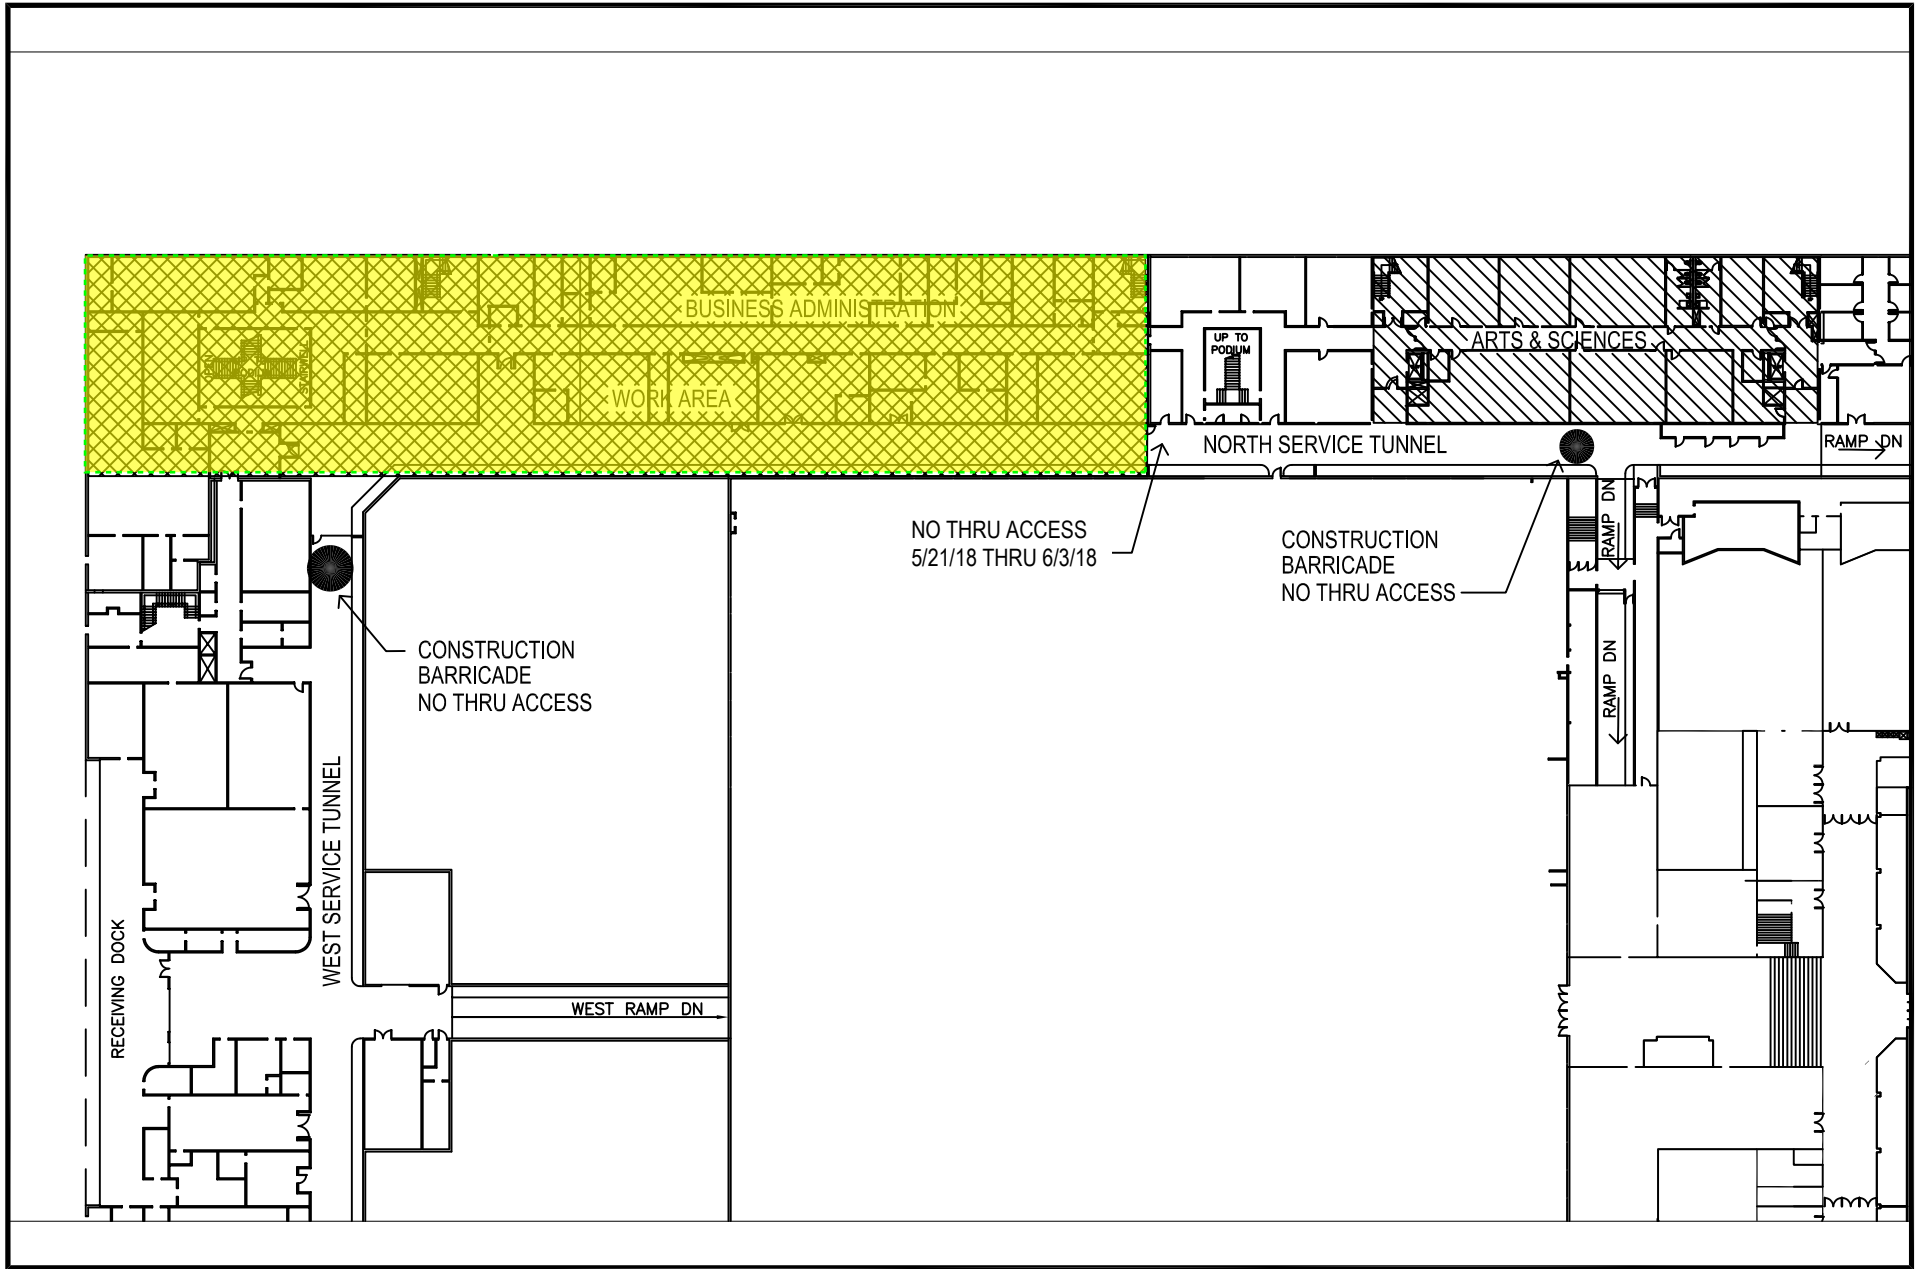 BUSINESS ADMINISTRATION
WORK AREA
OPEN
STAIRWELL
UP TO
PODIUM
ARTS & SCIENCES
NORTH SERVICE TUNNEL
RAMP DN
NO THRU ACCESS
5/21/18 THRU 6/3/18
CONSTRUCTION
BARRICADE
NO THRU ACCESS
RAMP DN
RAMP DN
CONSTRUCTION
BARRICADE
NO THRU ACCESS
WEST SERVICE TUNNEL
RECEIVING DOCK
WEST RAMP DN